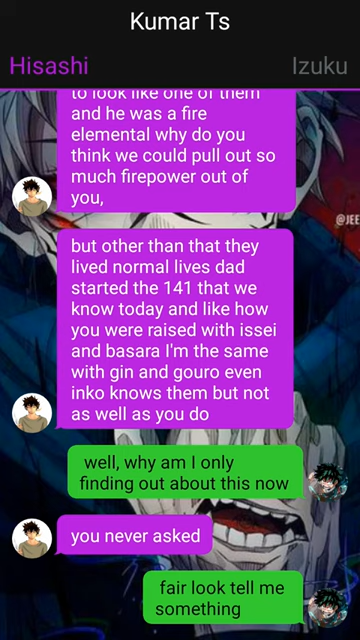 Kumar Ts
Hisashi
Izuku
to look like one of them
and he was a fire
elemental why do you
think we could pull out so
much firepower out of
you,
@JEE
but other than that they
lived normal lives dad
started the 141 that we
know today and like how
you were raised with issei
and basara I'm the same
with gin and gouro even
inko knows them but not
as well as you do
well, why am I only
finding out about this now
you never asked
fair look tell me
something